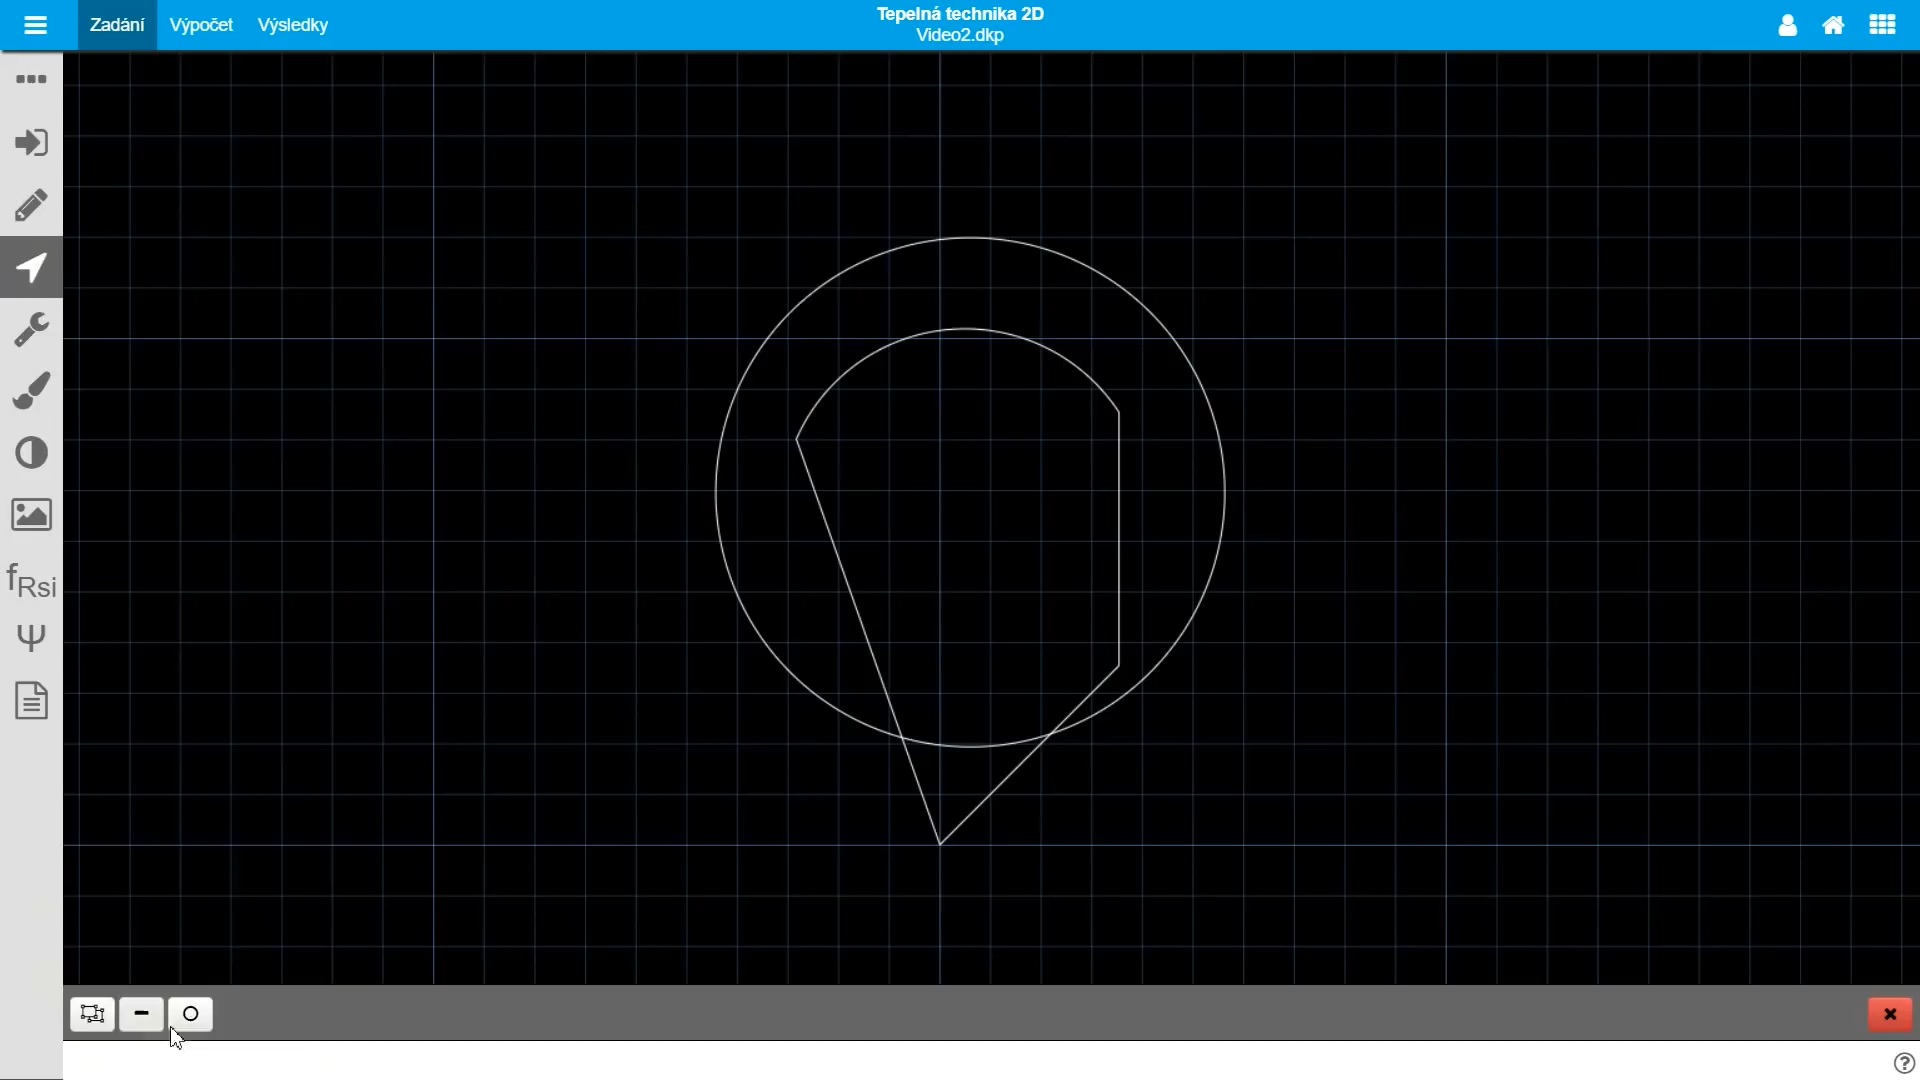 Zadání
Výpočet
Výsledky
Tepelná technika 2D
Video2.dkp
fRsi
Ψ